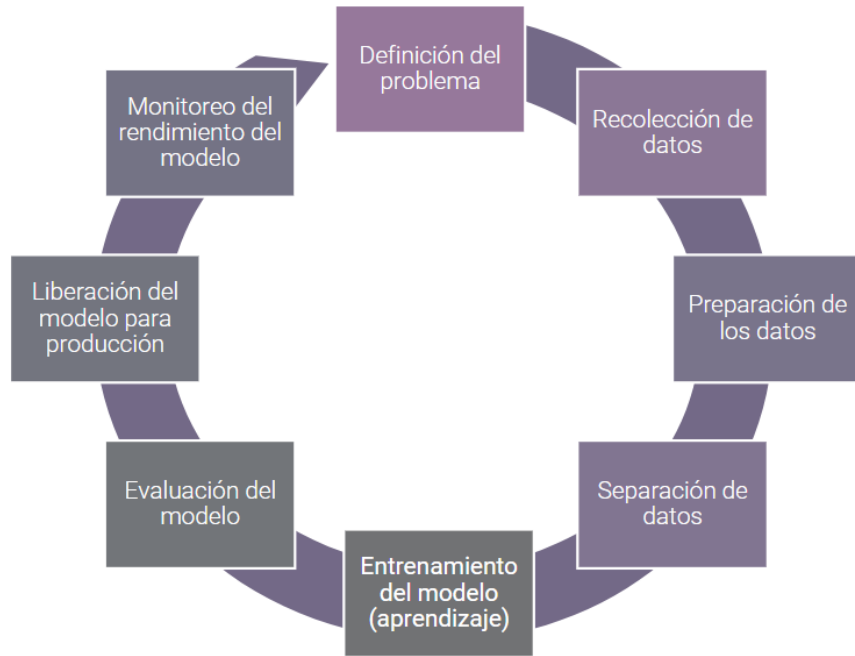 Definición del
problema
Recolección de
datos
Preparación de
los datos
Separación de
datos
Entrenamiento
del modelo
(aprendizaje)
Evaluación del
modelo
Liberación del
modelo para
producción
Monitoreo del
rendimiento del
modelo